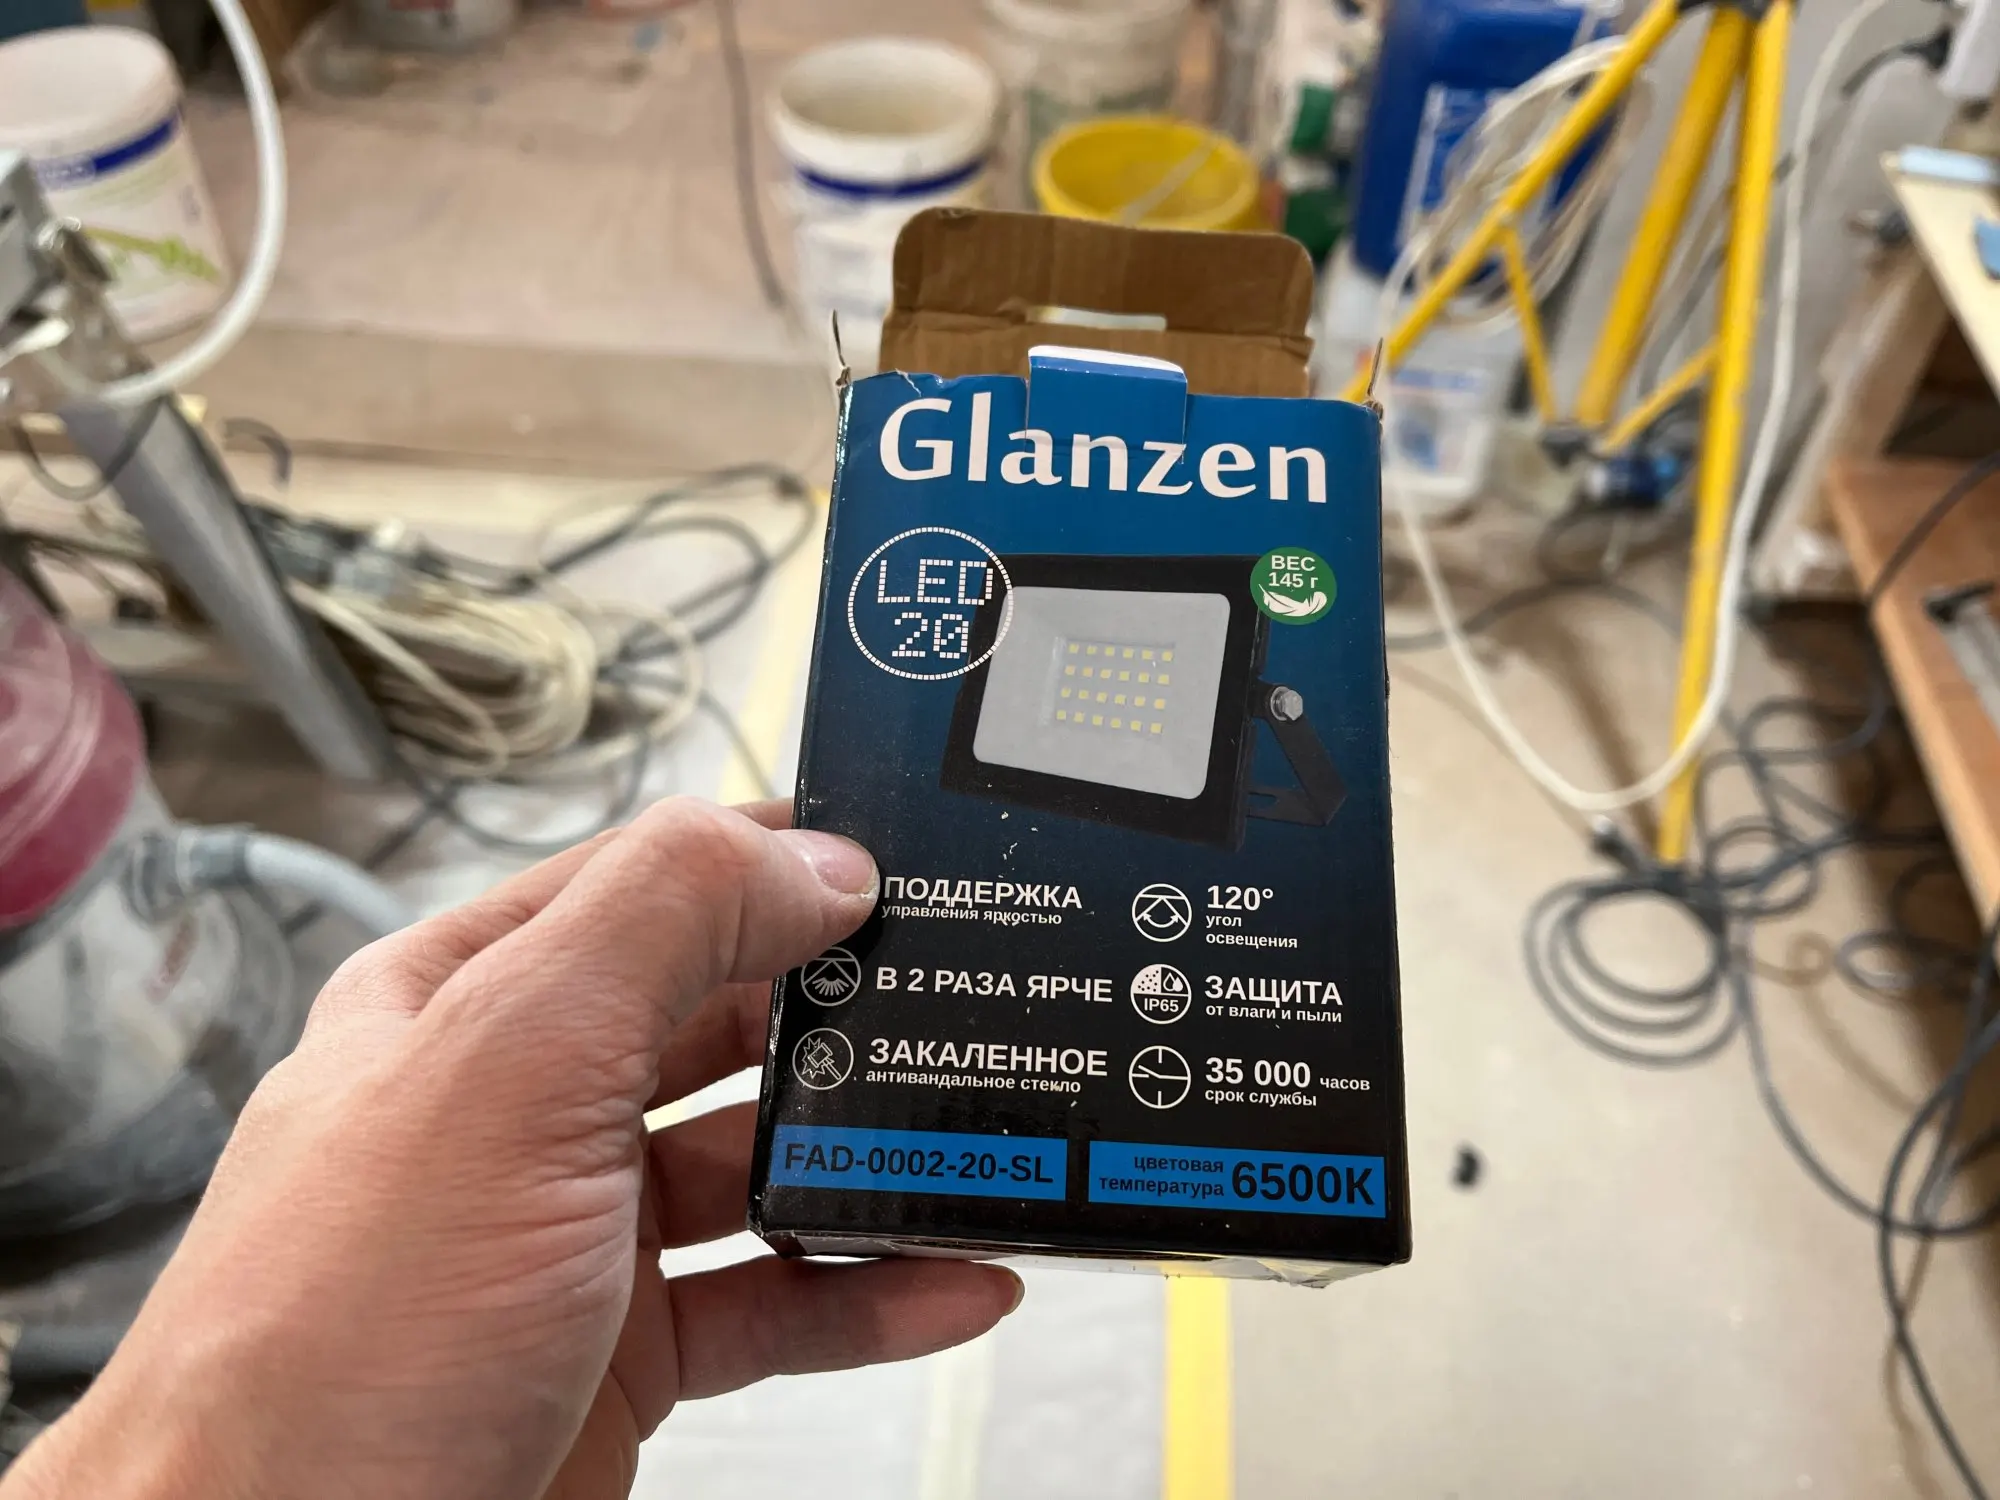 Glanzen
LED
20
ВЕС
145 г
ПОДДЕРЖКА
управления яркостью
120°
угол
освещения
В 2 РАЗА ЯРЧЕ
IP65
ЗАЩИТА
от влаги и пыли
ЗАКАЛЕННОЕ
антивандальное стекло
35 000 часов
срок службы
FAD-0002-20-SL
цветовая
температура 6500K